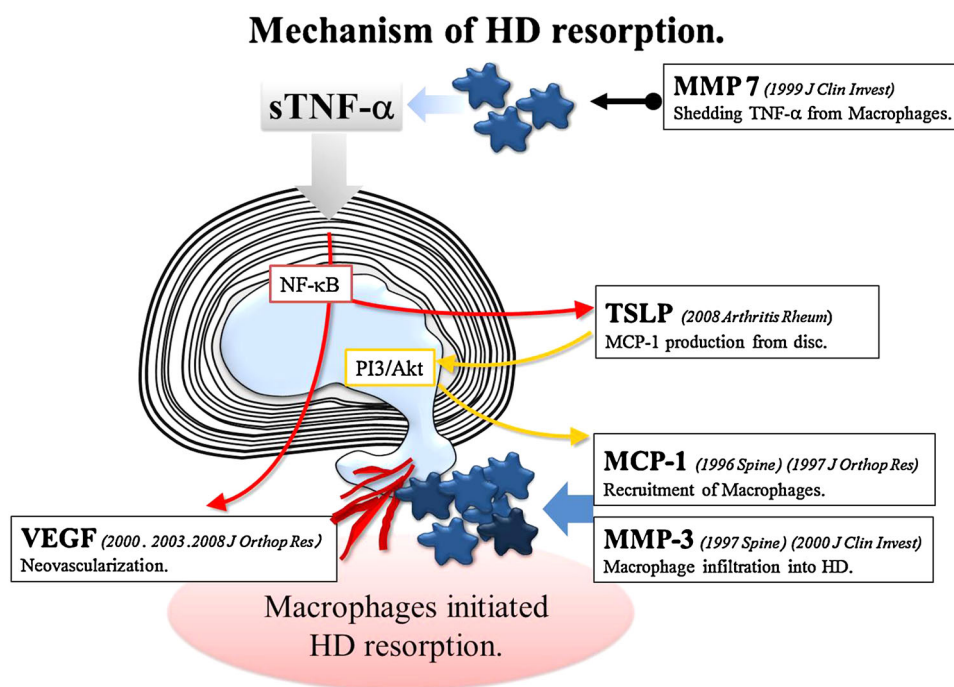 Mechanism of HD resorption.
sTNF-α
MMP 7 (1999 J Clin Invest)
Shedding TNF-α from Macrophages.
NF-κB
TSLP (2008 Arthritis Rheum)
MCP-1 production from disc.
PI3/Akt
MCP-1 (1996 Spine) (1997 J Orthop Res)
Recruitment of Macrophages.
MMP-3 (1997 Spine) (2000 J Clin Invest)
Macrophage infiltration into HD.
VEGF (2000 . 2003 .2008 J Orthop Res)
Neovascularization.
Macrophages initiated
HD resorption.